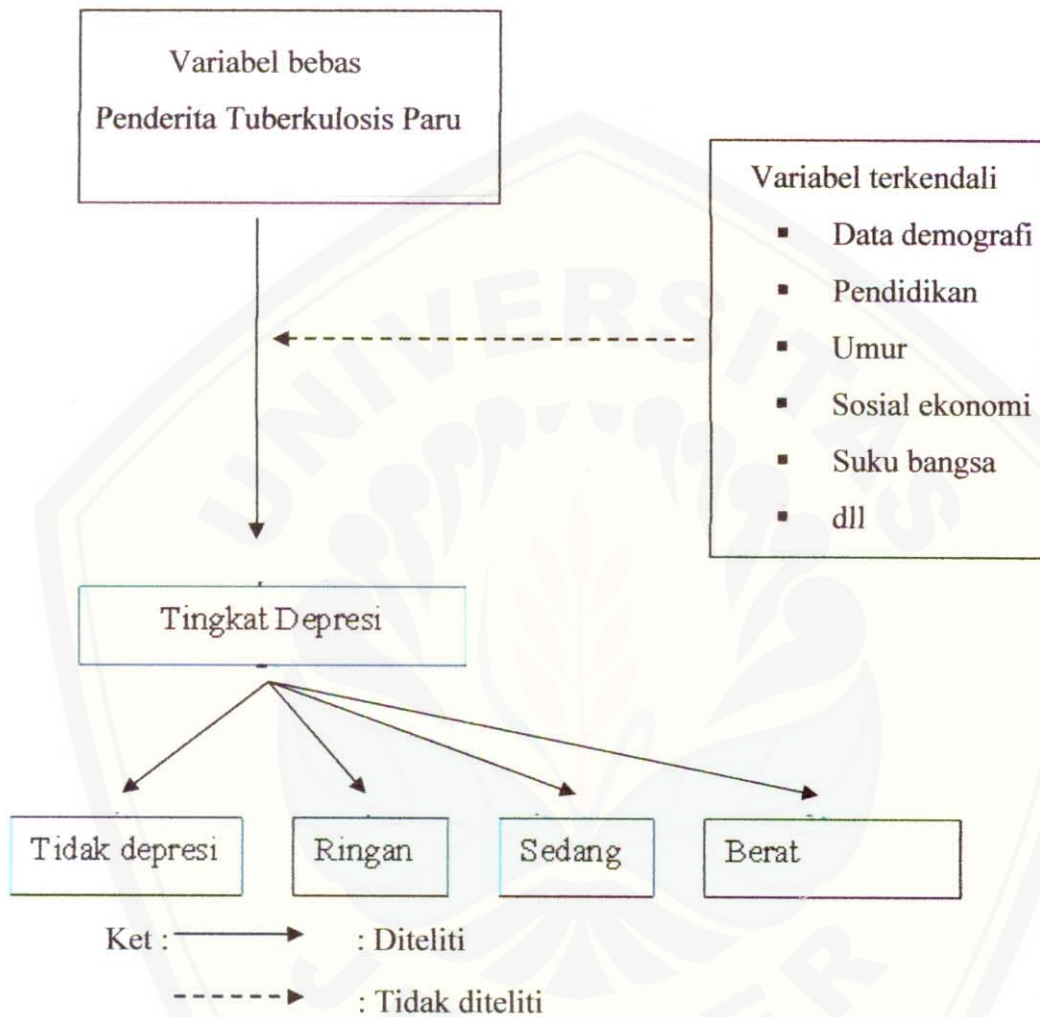 Variabel bebas
Penderita Tuberkulosis Paru
Variabel terkendali
▪ Data demografi
▪ Pendidikan
▪ Umur
▪ Sosial ekonomi
▪ Suku bangsa
▪ dll
Tingkat Depresi
Tidak depresi
Ringan
Sedang
Berat
Ket : : Diteliti
: Tidak diteliti
UNIVERSITAS